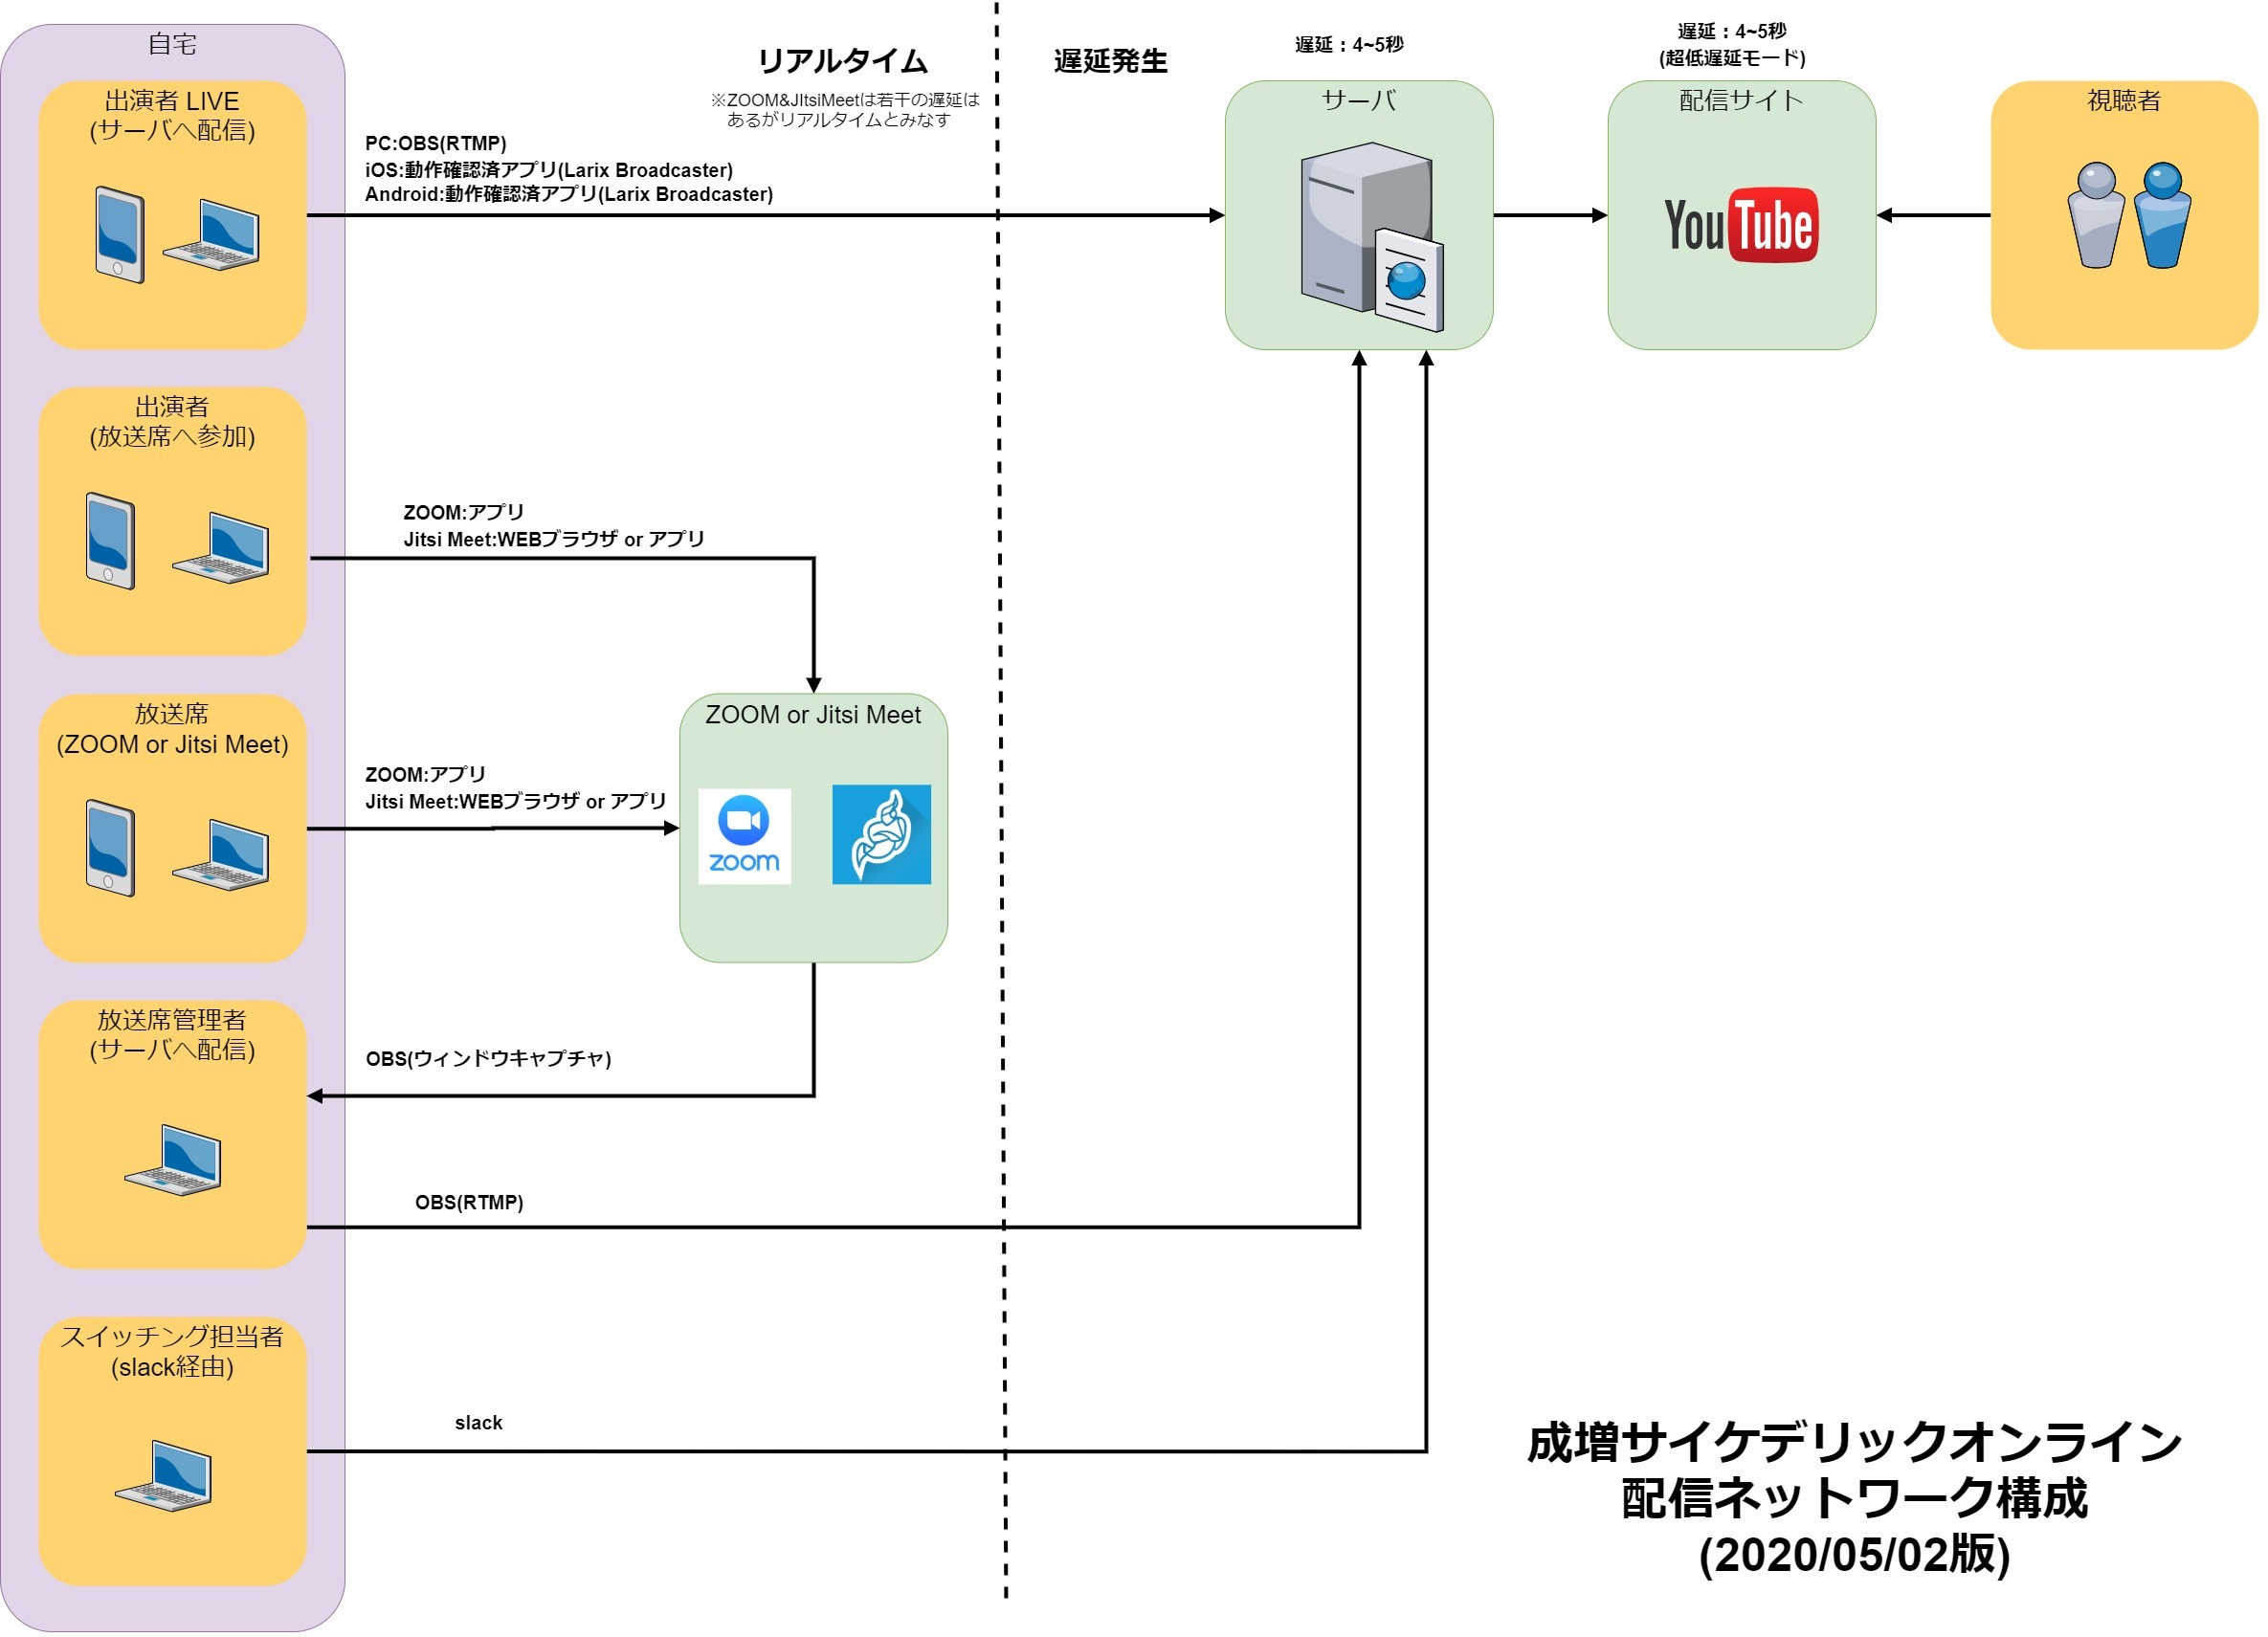 自宅
出演者 LIVE
(サーバへ配信)
リアルタイム
※ZOOM&JItsiMeetは若干の遅延は
あるがリアルタイムとみなす
遅延発生
遅延：4~5秒
遅延：4~5秒
(超低遅延モード)
サーバ
配信サイト
YouTube
視聴者
PC:OBS(RTMP)
iOS:動作確認済アプリ(Larix Broadcaster)
Android:動作確認済アプリ(Larix Broadcaster)
出演者
(放送席へ参加)
ZOOM:アプリ
Jitsi Meet:WEBブラウザ or アプリ
放送席
(ZOOM or Jitsi Meet)
ZOOM:アプリ
Jitsi Meet:WEBブラウザ or アプリ
ZOOM or Jitsi Meet
zoom
放送席管理者
(サーバへ配信)
OBS(ウィンドウキャプチャ)
OBS(RTMP)
スイッチング担当者
(slack経由)
slack
成増サイケデリックオンライン
配信ネットワーク構成
(2020/05/02版)